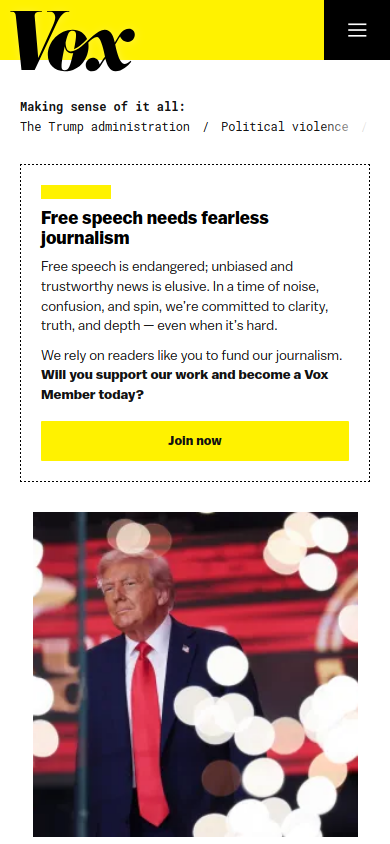 Vox
Making sense of it all:
The Trump administration / Political violence /
Free speech needs fearless
journalism
Free speech is endangered; unbiased and
trustworthy news is elusive. In a time of noise,
confusion, and spin, we’re committed to clarity,
truth, and depth — even when it’s hard.
We rely on readers like you to fund our journalism.
Will you support our work and become a Vox
Member today?
Join now